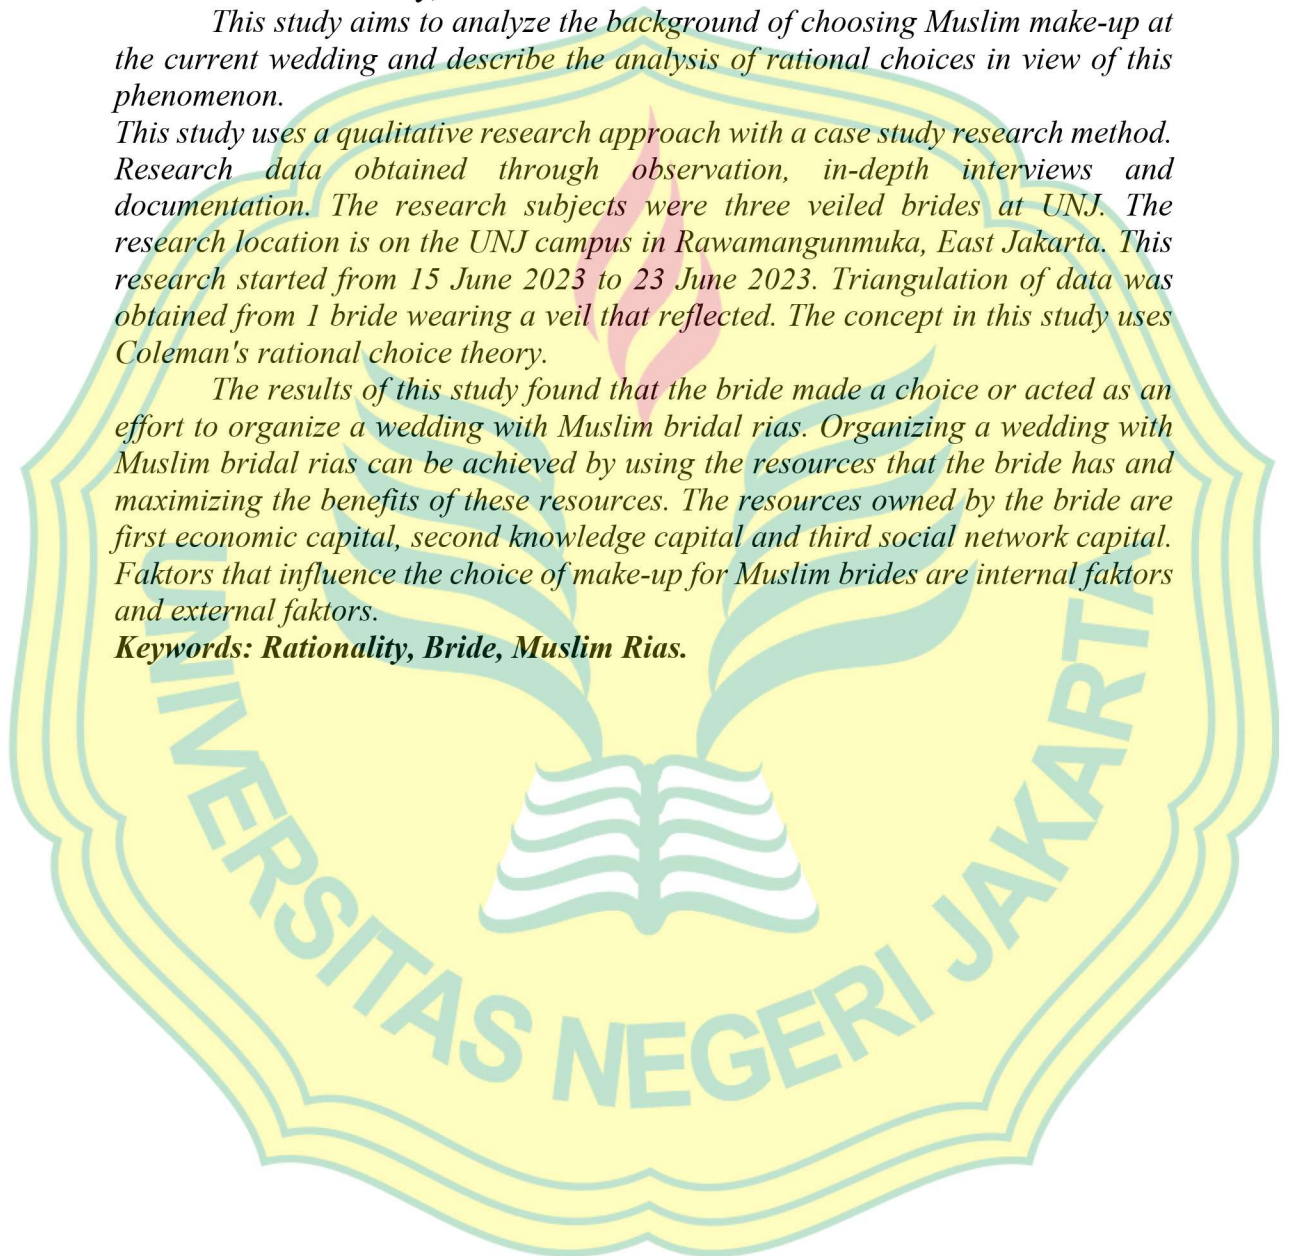 This study aims to analyze the background of choosing Muslim make-up at
the current wedding and describe the analysis of rational choices in view of this
phenomenon.
This study uses a qualitative research approach with a case study research method.
Research data obtained through observation, in-depth interviews and
documentation. The research subjects were three veiled brides at UNJ. The
research location is on the UNJ campus in Rawamangunmuka, East Jakarta. This
research started from 15 June 2023 to 23 June 2023. Triangulation of data was
obtained from 1 bride wearing a veil that reflected. The concept in this study uses
Coleman's rational choice theory.
The results of this study found that the bride made a choice or acted as an
effort to organize a wedding with Muslim bridal rias. Organizing a wedding with
Muslim bridal rias can be achieved by using the resources that the bride has and
maximizing the benefits of these resources. The resources owned by the bride are
first economic capital, second knowledge capital and third social network capital.
Faktors that influence the choice of make-up for Muslim brides are internal faktors
and external faktors.
Keywords: Rationality, Bride, Muslim Rias.
UNIVERSITAS NEGERI JAKARTA